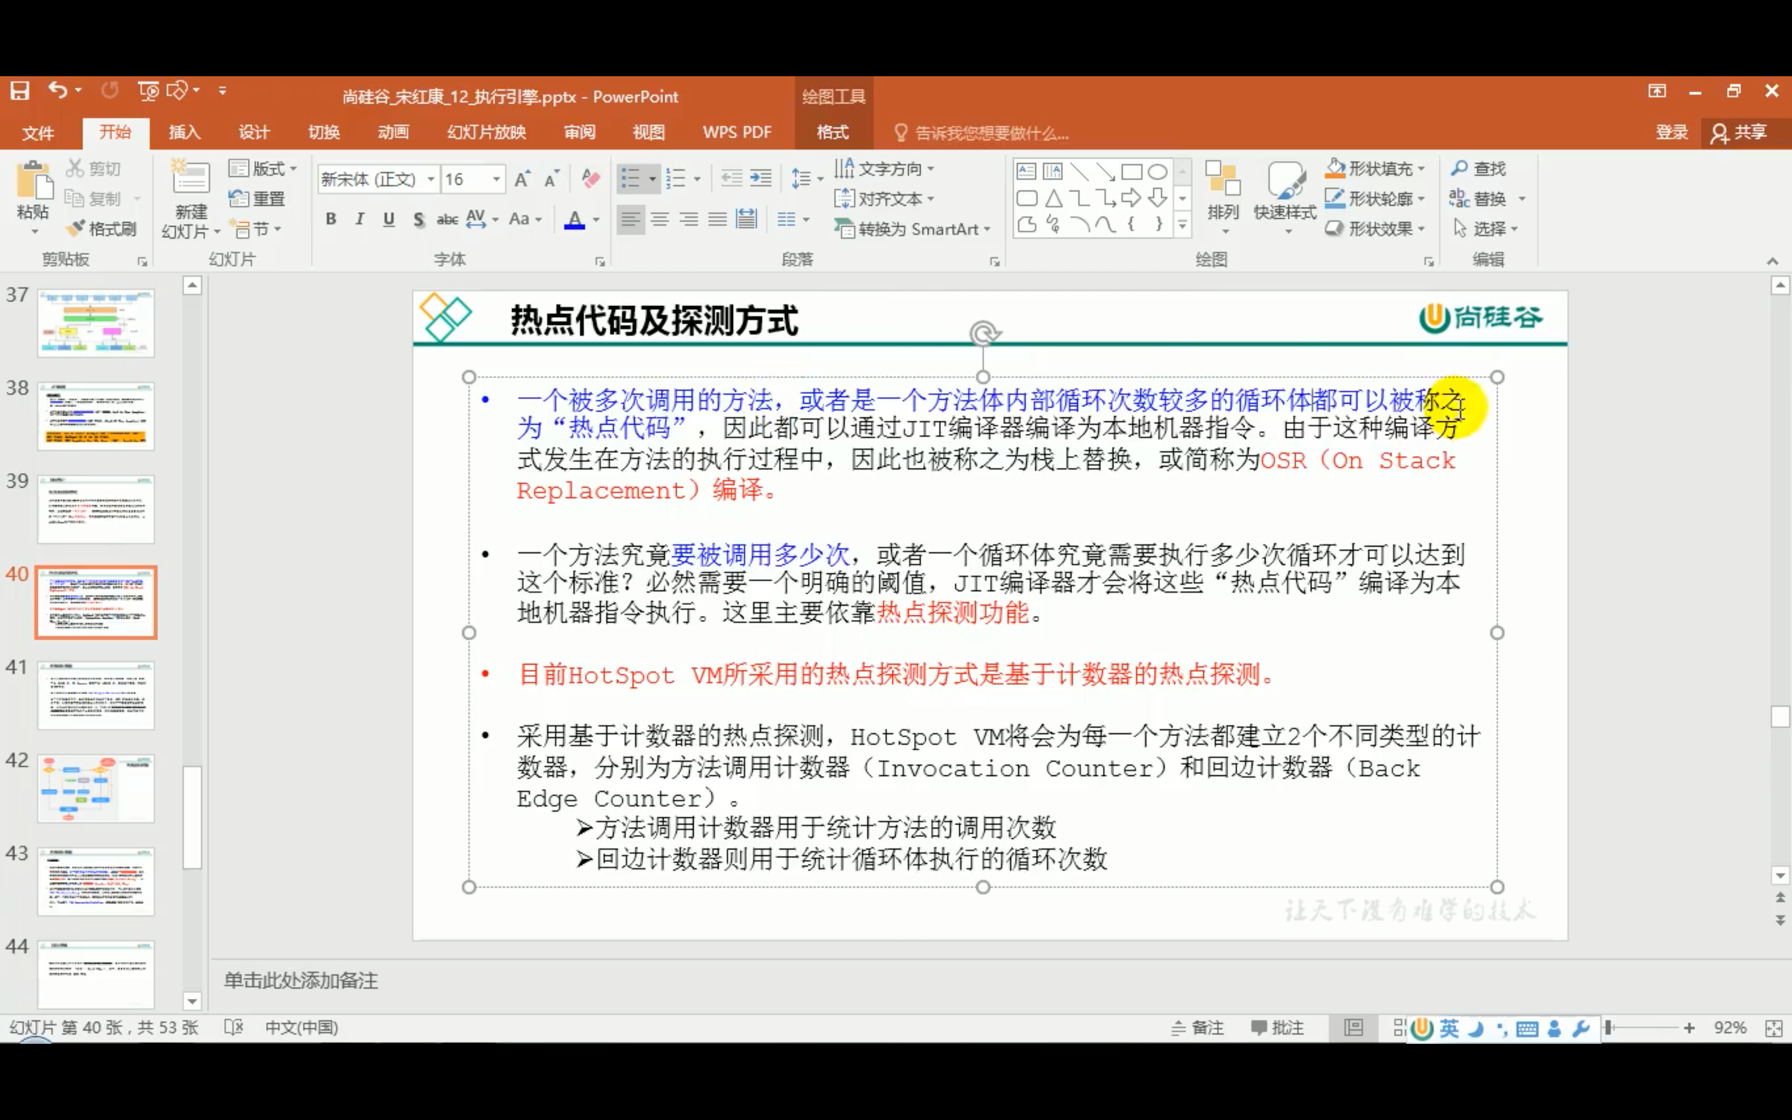 尚硅谷_宋红康_12_执行引擎.pptx - PowerPoint
绘图工具
文件 开始 插入 设计 切换 动画 幻灯片放映 审阅 视图 WPS PDF 格式 告诉我您想要做什么... 登录 共享
剪切 版式 新宋体 (正文) 16 文字方向 形状填充 查找
复制 重置 对齐文本 形状轮廓 替换
粘贴 格式刷 新建 幻灯片 节 B I U S abc AV Aa A 转换为 SmartArt 排列 快速样式 形状效果 选择
剪贴板 幻灯片 字体 段落 绘图 编辑
37
38
39
40
41
42
43
44
热点代码及探测方式
尚硅谷
• 一个被多次调用的方法，或者是一个方法体内部循环次数较多的循环体都可以被称之
为“热点代码”，因此都可以通过JIT编译器编译为本地机器指令。由于这种编译方
式发生在方法的执行过程中，因此也被称之为栈上替换，或简称为OSR（On Stack
Replacement）编译。
• 一个方法究竟要被调用多少次，或者一个循环体究竟需要执行多少次循环才可以达到
这个标准？必然需要一个明确的阈值，JIT编译器才会将这些“热点代码”编译为本
地机器指令执行。这里主要依靠热点探测功能。
• 目前HotSpot VM所采用的热点探测方式是基于计数器的热点探测。
• 采用基于计数器的热点探测，HotSpot VM将会为每一个方法都建立2个不同类型的计
数器，分别为方法调用计数器（Invocation Counter）和回边计数器（Back
Edge Counter）。
➢方法调用计数器用于统计方法的调用次数
➢回边计数器则用于统计循环体执行的循环次数
让天下没有难学的技术
单击此处添加备注
幻灯片 第 40 张，共 53 张 中文(中国) 备注 批注 英 92%